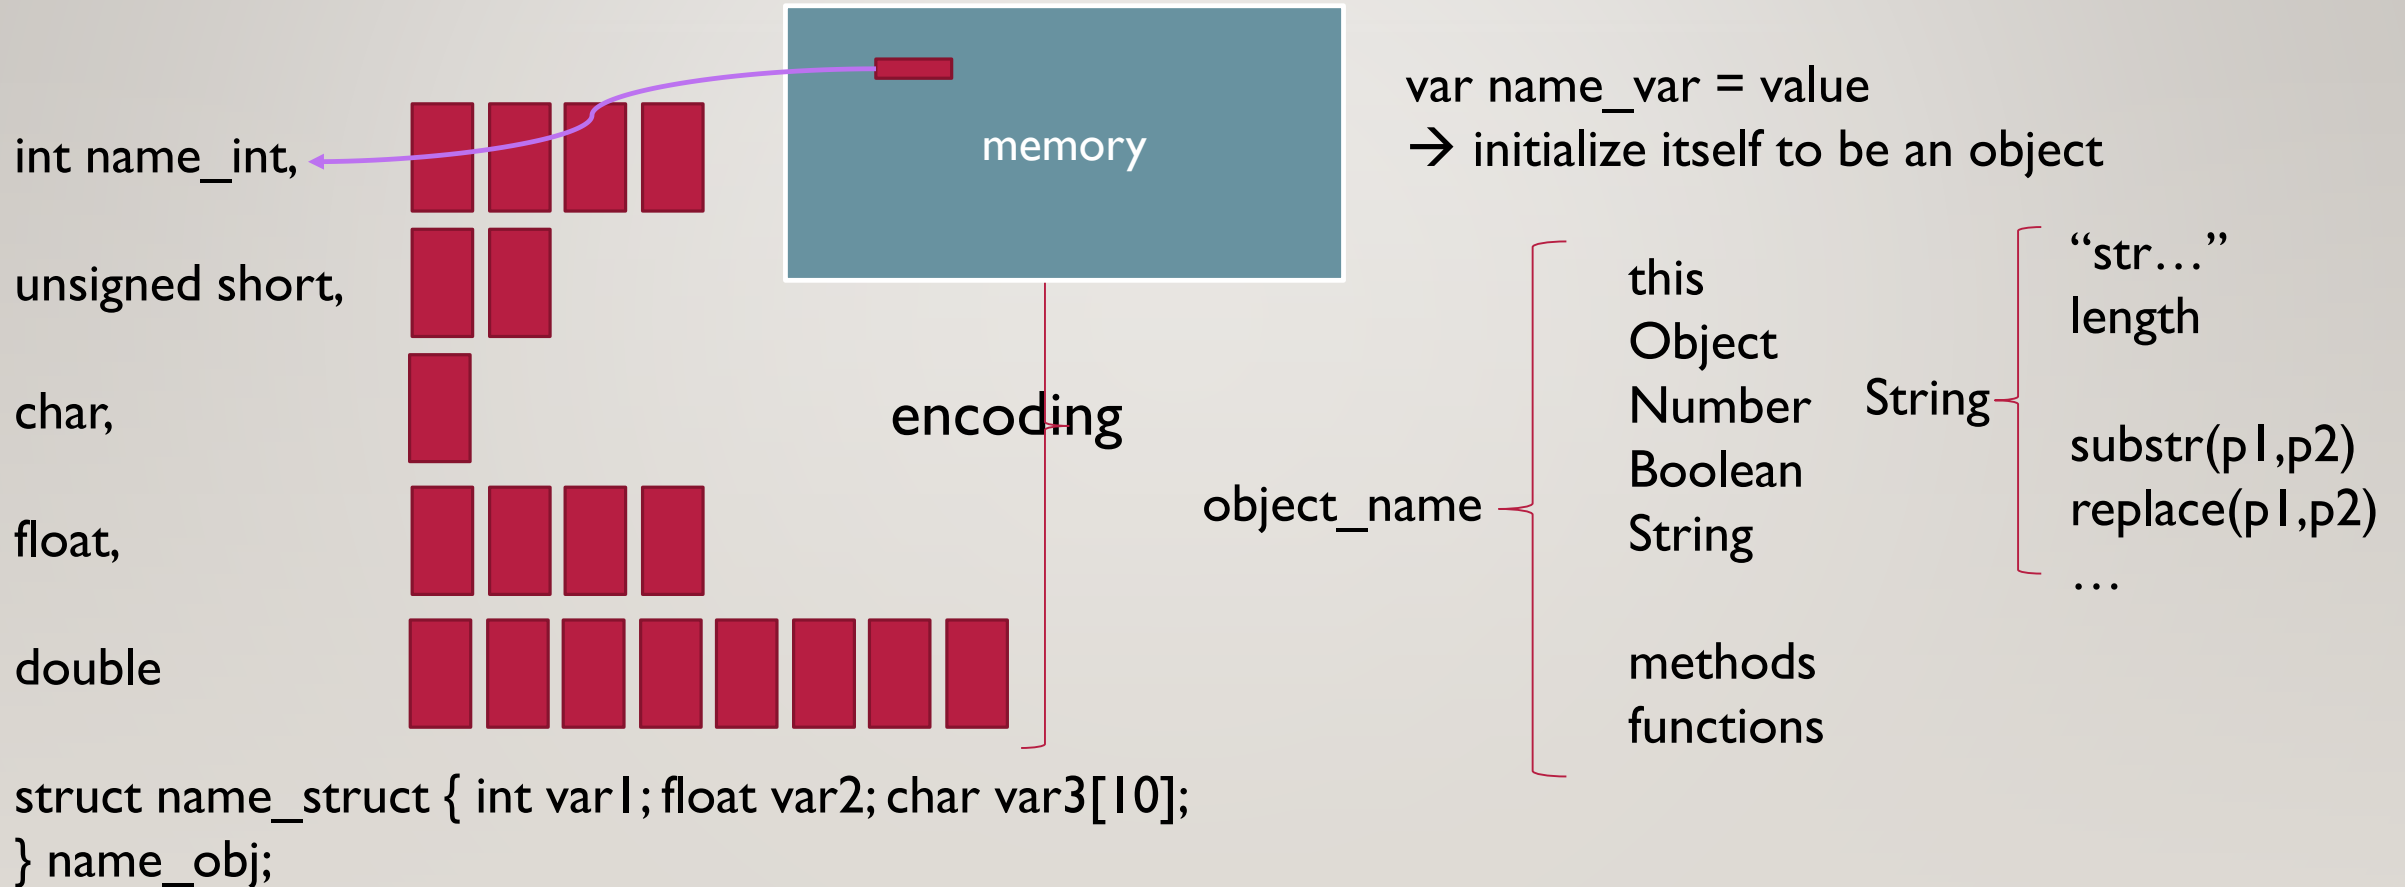 memory
int name_int,
unsigned short,
char,
float,
double
struct name_struct { int var1; float var2; char var3[10];
} name_obj;
encoding
var name_var = value
→ initialize itself to be an object
object_name
this
Object
Number
Boolean
String
methods
functions
String
“str…”
length
substr(p1,p2)
replace(p1,p2)
…